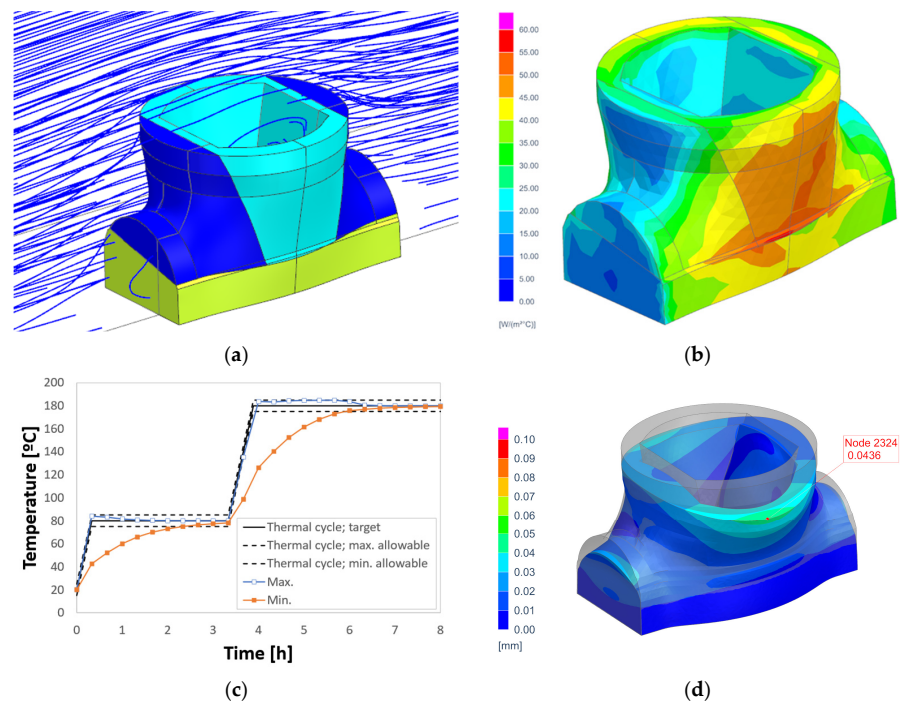 60.00
55.00
50.00
45.00
40.00
35.00
30.00
25.00
20.00
15.00
10.00
5.00
0.00
[W/(m²°C)]
(a)
(b)
200
180
160
140
120
100
80
60
40
20
0
Temperature [ºC]
Thermal cycle; target
Thermal cycle; max. allowable
Thermal cycle; min. allowable
Max.
Min.
0 1 2 3 4 5 6 7 8
Time [h]
Node 2324
0.0436
0.10
0.09
0.08
0.07
0.06
0.05
0.04
0.03
0.02
0.01
0.00
[mm]
(c)
(d)